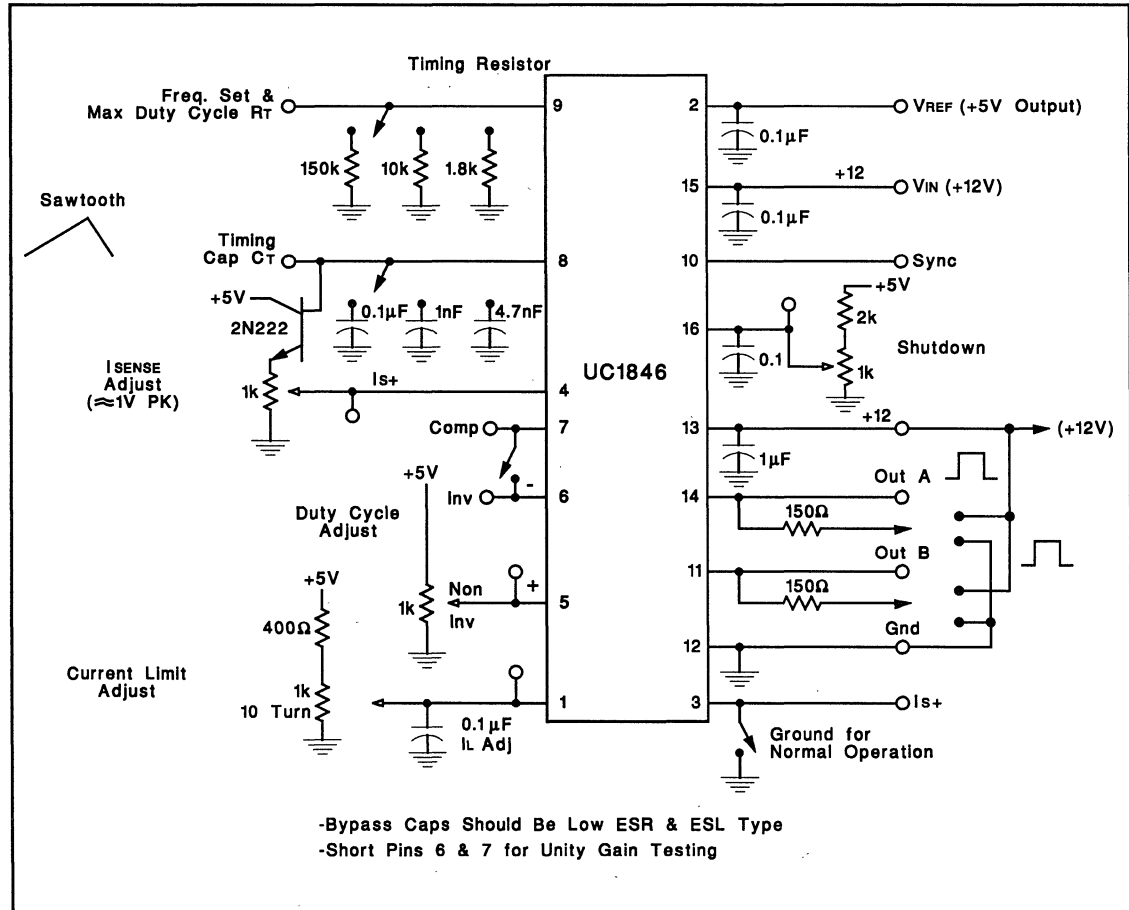 Timing Resistor
Freq. Set &
Max Duty Cycle RT
9
150k
10k
1.8k
Sawtooth
Timing
Cap CT
8
+5V
2N222
0.1µF
1nF
4.7nF
ISENSE
Adjust
(≈1V PK)
1k
Is+
4
Comp
7
Inv
-
6
+5V
Duty Cycle
Adjust
1k
Non
Inv
+
5
+5V
400Ω
Current Limit
Adjust
1k
10 Turn
0.1µF
IL Adj
1
UC1846
2
VREF (+5V Output)
0.1µF
15
+12
VIN (+12V)
0.1µF
10
Sync
+5V
2k
16
0.1
1k
Shutdown
13
+12
(+12V)
1µF
Out A
14
150Ω
Out B
11
150Ω
Gnd
12
3
Is+
Ground for
Normal Operation
-Bypass Caps Should Be Low ESR & ESL Type
-Short Pins 6 & 7 for Unity Gain Testing